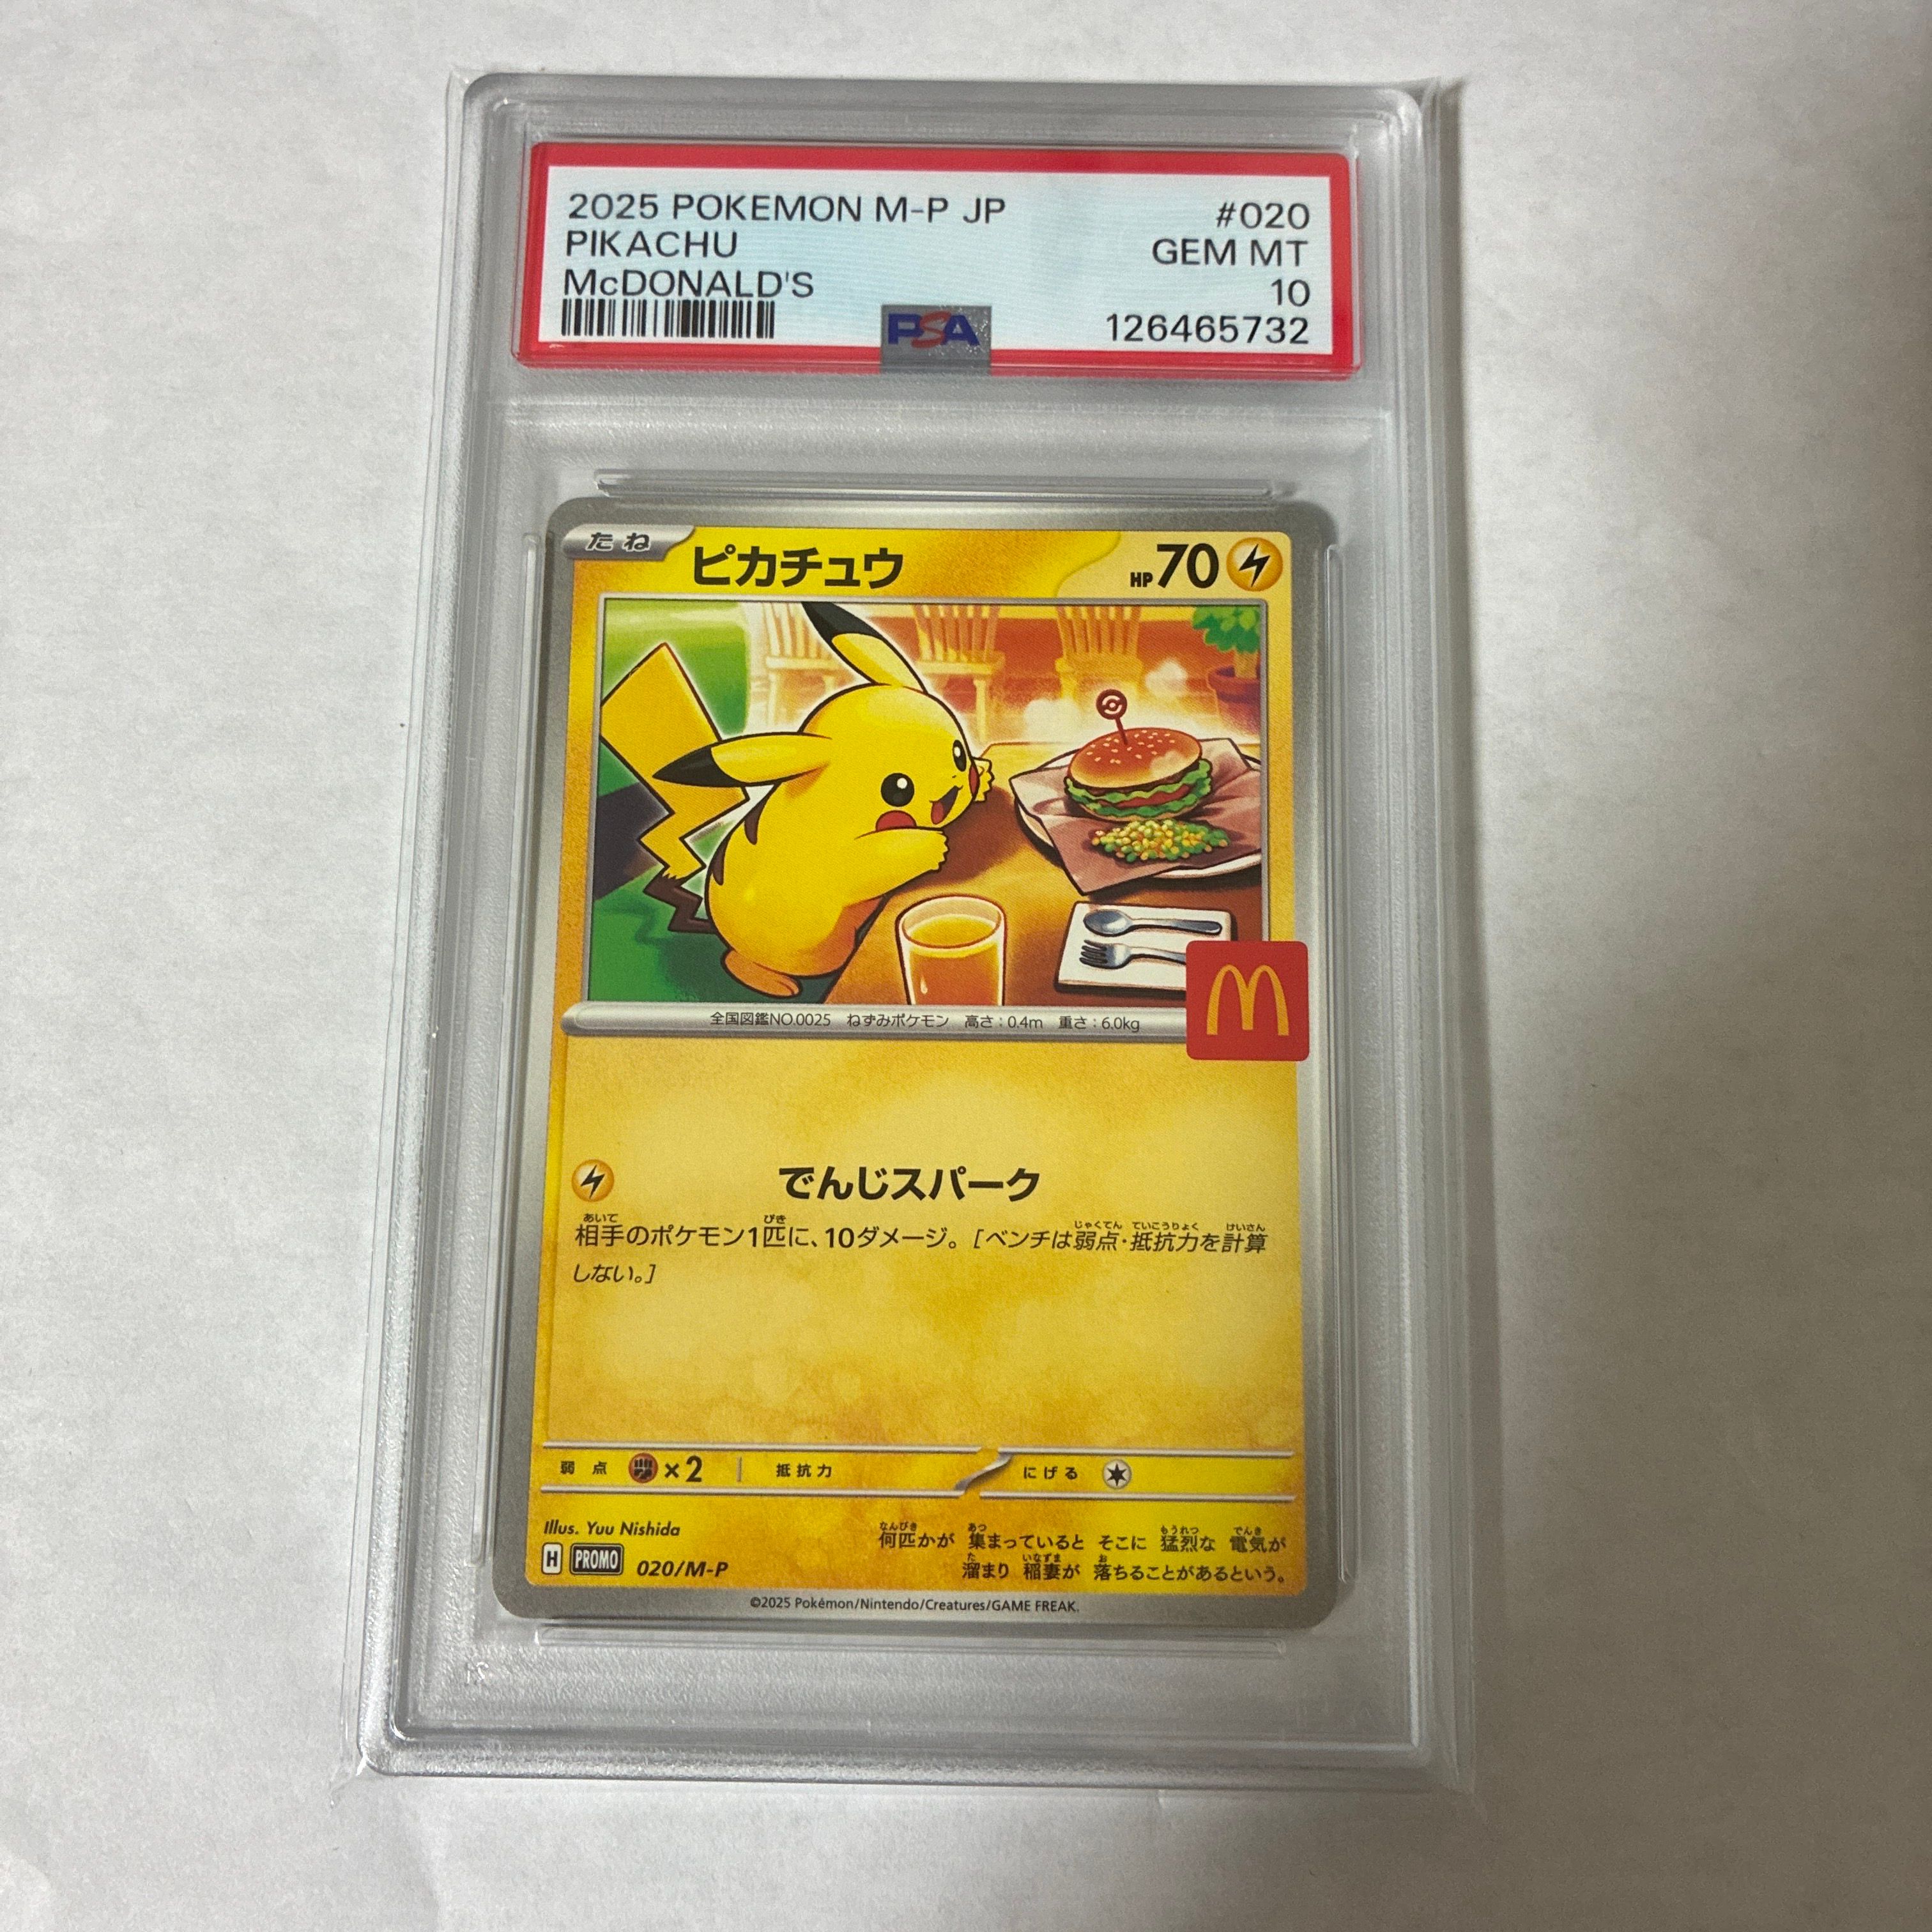 2025 POKEMON M-P JP #020
PIKACHU GEM MT
McDONALD'S 10
PSA 126465732
たね ピカチュウ HP70
全国図鑑NO.0025 ねずみポケモン 高さ:0.4m 重さ:6.0kg
M
でんじスパーク
相手のポケモン1匹に、10ダメージ。[ベンチは弱点・抵抗力を計算
しない。]
弱点 ×2 抵抗力 にげる
Illus. Yuu Nishida
H PROMO 020/M-P
何匹かが 集まっていると そこに 猛烈な 電気が
溜まり 稲妻が 落ちることがあるという。
©2025 Pokémon/Nintendo/Creatures/GAME FREAK.